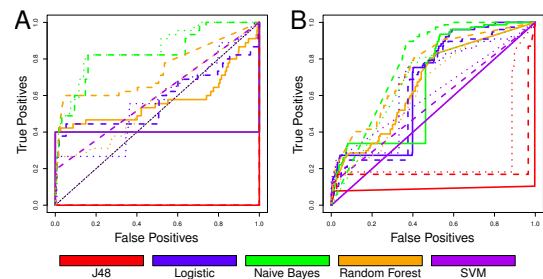 A
B
True Positives
1.0
0.8
0.6
0.4
0.2
0.0
0.0 0.2 0.4 0.6 0.8 1.0
False Positives
True Positives
1.0
0.8
0.6
0.4
0.2
0.0
0.0 0.2 0.4 0.6 0.8 1.0
False Positives
J48 Logistic Naive Bayes Random Forest SVM